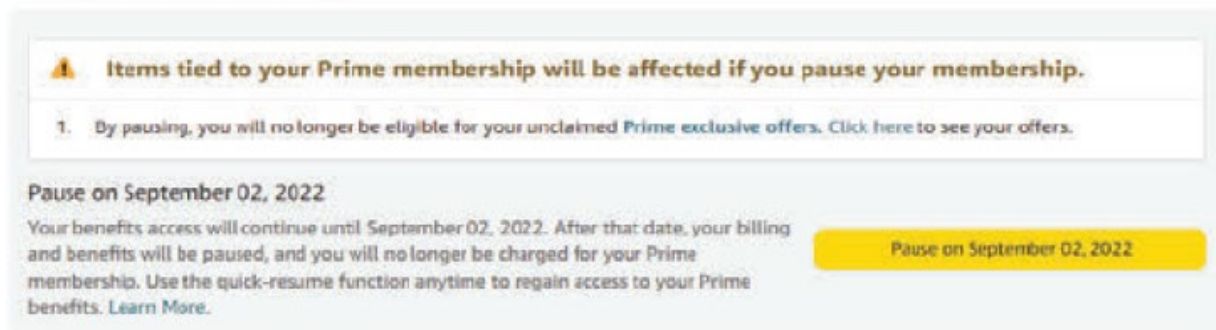 Items tied to your Prime membership will be affected if you pause your membership.
1. By pausing, you will no longer be eligible for your unclaimed Prime exclusive offers. Click here to see your offers.
Pause on September 02, 2022
Your benefits access will continue until September 02, 2022. After that date, your billing
and benefits will be paused, and you will no longer be charged for your Prime
membership. Use the quick-resume function anytime to regain access to your Prime
benefits. Learn More.
Pause on September 02, 2022